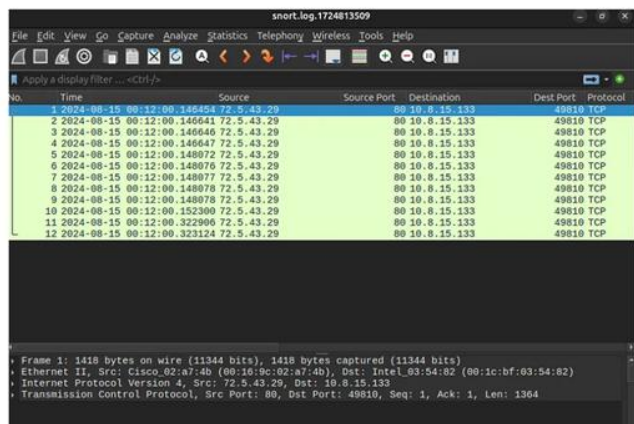 snort.log.1724813509
File Edit View Go Capture Analyze Statistics Telephony Wireless Tools Help
Apply a display filter ... <Ctrl-/>
No. Time Source Source Port Destination Dest Port Protocol
1 2024-08-15 00:12:00.146454 72.5.43.29 80 10.8.15.133 49810 TCP
2 2024-08-15 00:12:00.146641 72.5.43.29 80 10.8.15.133 49810 TCP
3 2024-08-15 00:12:00.146646 72.5.43.29 80 10.8.15.133 49810 TCP
4 2024-08-15 00:12:00.146647 72.5.43.29 80 10.8.15.133 49810 TCP
5 2024-08-15 00:12:00.148072 72.5.43.29 80 10.8.15.133 49810 TCP
6 2024-08-15 00:12:00.148076 72.5.43.29 80 10.8.15.133 49810 TCP
7 2024-08-15 00:12:00.148077 72.5.43.29 80 10.8.15.133 49810 TCP
8 2024-08-15 00:12:00.148078 72.5.43.29 80 10.8.15.133 49810 TCP
9 2024-08-15 00:12:00.148078 72.5.43.29 80 10.8.15.133 49810 TCP
10 2024-08-15 00:12:00.152300 72.5.43.29 80 10.8.15.133 49810 TCP
11 2024-08-15 00:12:00.322906 72.5.43.29 80 10.8.15.133 49810 TCP
12 2024-08-15 00:12:00.323124 72.5.43.29 80 10.8.15.133 49810 TCP
Frame 1: 1418 bytes on wire (11344 bits), 1418 bytes captured (11344 bits)
Ethernet II, Src: Cisco_02:a7:4b (00:16:9c:02:a7:4b), Dst: Intel_03:54:82 (00:1c:bf:03:54:82)
Internet Protocol Version 4, Src: 72.5.43.29, Dst: 10.8.15.133
Transmission Control Protocol, Src Port: 80, Dst Port: 49810, Seq: 1, Ack: 1, Len: 1364